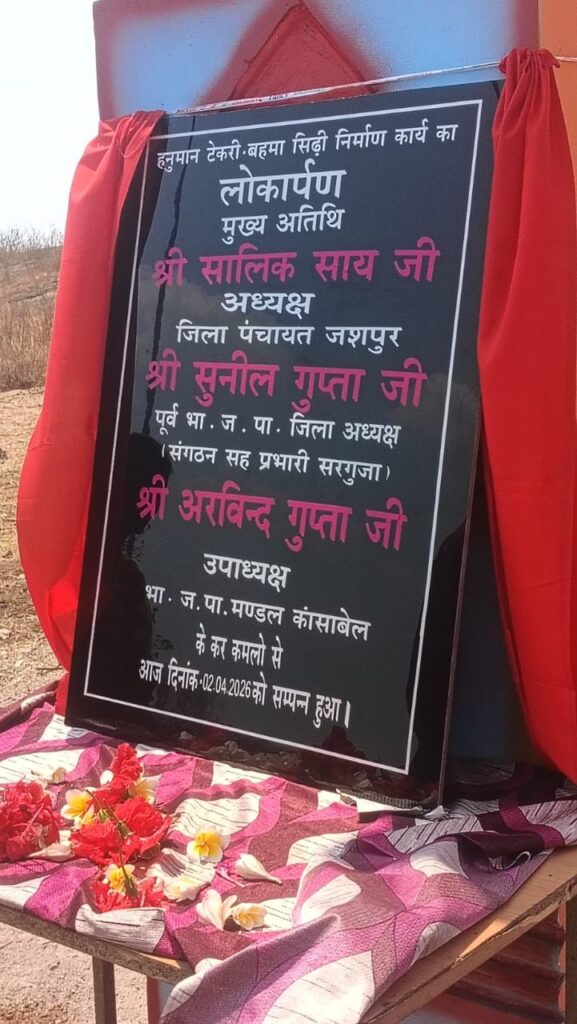 हनुमान टेकरी.बहमा सिढ़ी निर्माण कार्य का
लोकार्पण
मुख्य अतिथि
श्री सालिक साय जी
अध्यक्ष
जिला पंचायत जशपुर
श्री सुनील गुप्ता जी
पूर्व भा. ज. पा. जिला अध्यक्ष
(संगठन सह प्रभारी सरगुजा)
श्री अरविन्द गुप्ता जी
उपाध्यक्ष
भा. ज. पा. मण्डल कांसाबेल
के कर कमलो से
आज दिनांक.02.04.2026को सम्पन्न हुआ।